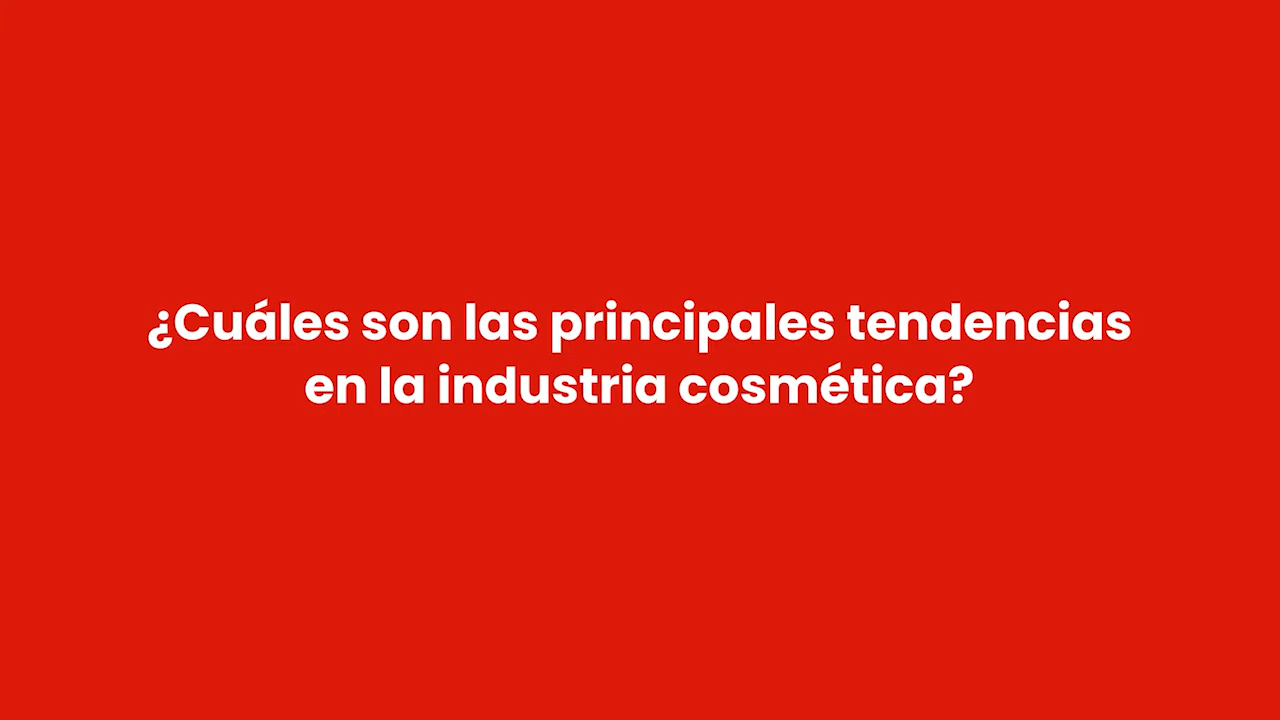 ¿Cuáles son las principales tendencias
en la industria cosmética?